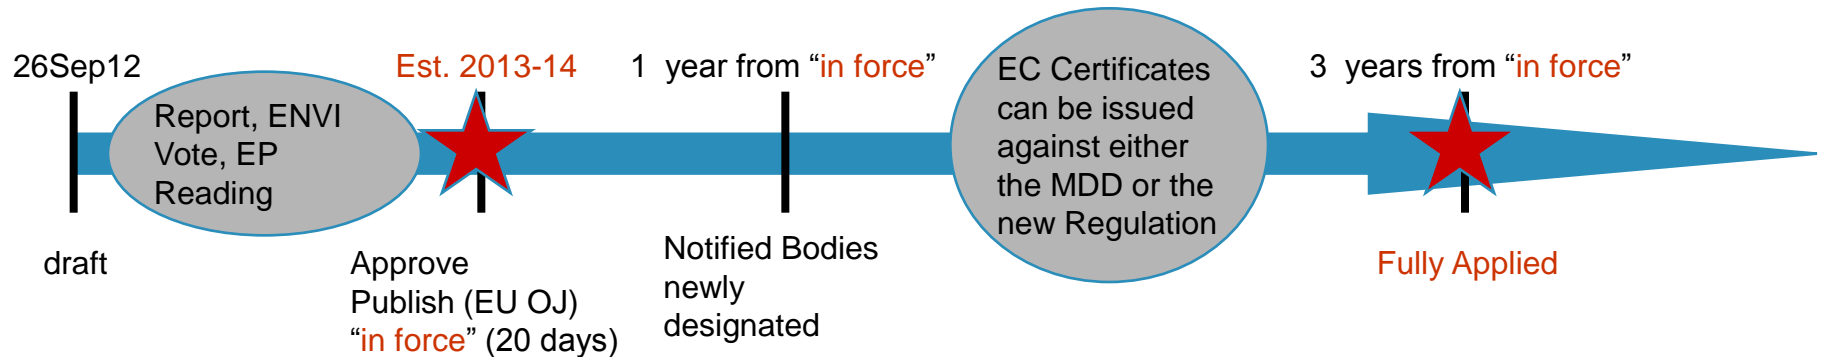 26Sep12
draft
Report, ENVI
Vote, EP
Reading
Est. 2013-14
Approve
Publish (EU OJ)
“in force” (20 days)
1 year from “in force”
Notified Bodies
newly
designated
EC Certificates
can be issued
against either
the MDD or the
new Regulation
3 years from “in force”
Fully Applied